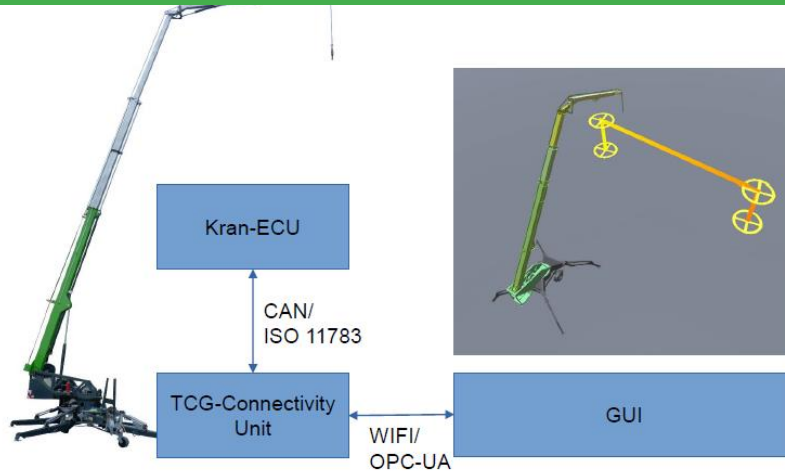 Kran-ECU
CAN/
ISO 11783
TCG-Connectivity
Unit
WIFI/
OPC-UA
GUI